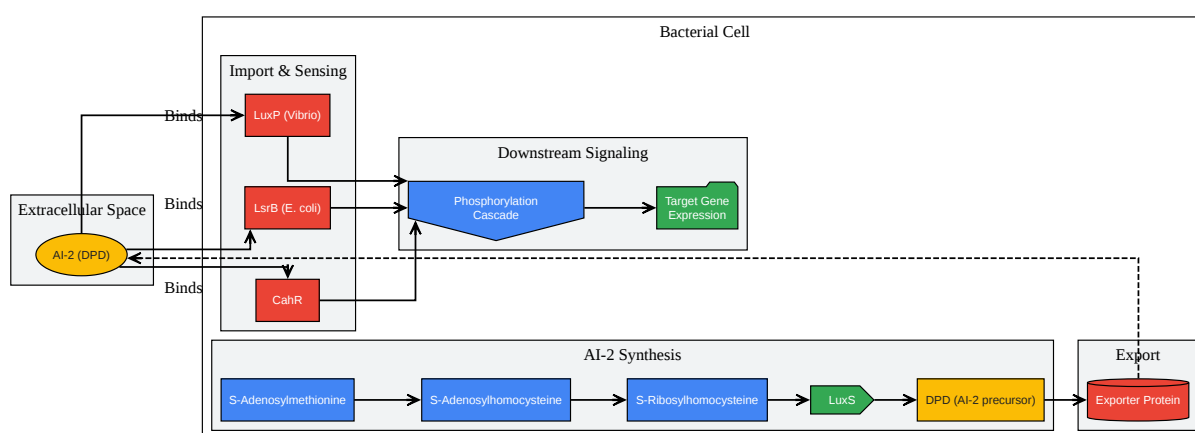 Bacterial Cell
Import & Sensing
LuxP (Vibrio)
Binds
Downstream Signaling
LsrB (E. coli)
Binds
Phosphorylation
Cascade
Target Gene
Expression
Extracellular Space
AI-2 (DPD)
Binds
CahR
AI-2 Synthesis
Export
S-Adenosylmethionine
S-Adenosylhomocysteine
S-Ribosylhomocysteine
LuxS
DPD (AI-2 precursor)
Exporter Protein